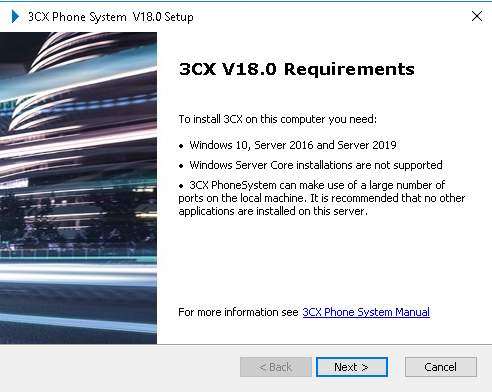 3CX Phone System V18.0 Setup
3CX V18.0 Requirements
To install 3CX on this computer you need:
• Windows 10, Server 2016 and Server 2019
• Windows Server Core installations are not supported
• 3CX PhoneSystem can make use of a large number of
ports on the local machine. It is recommended that no other
applications are installed on this server.
For more information see 3CX Phone System Manual
< Back
Next >
Cancel